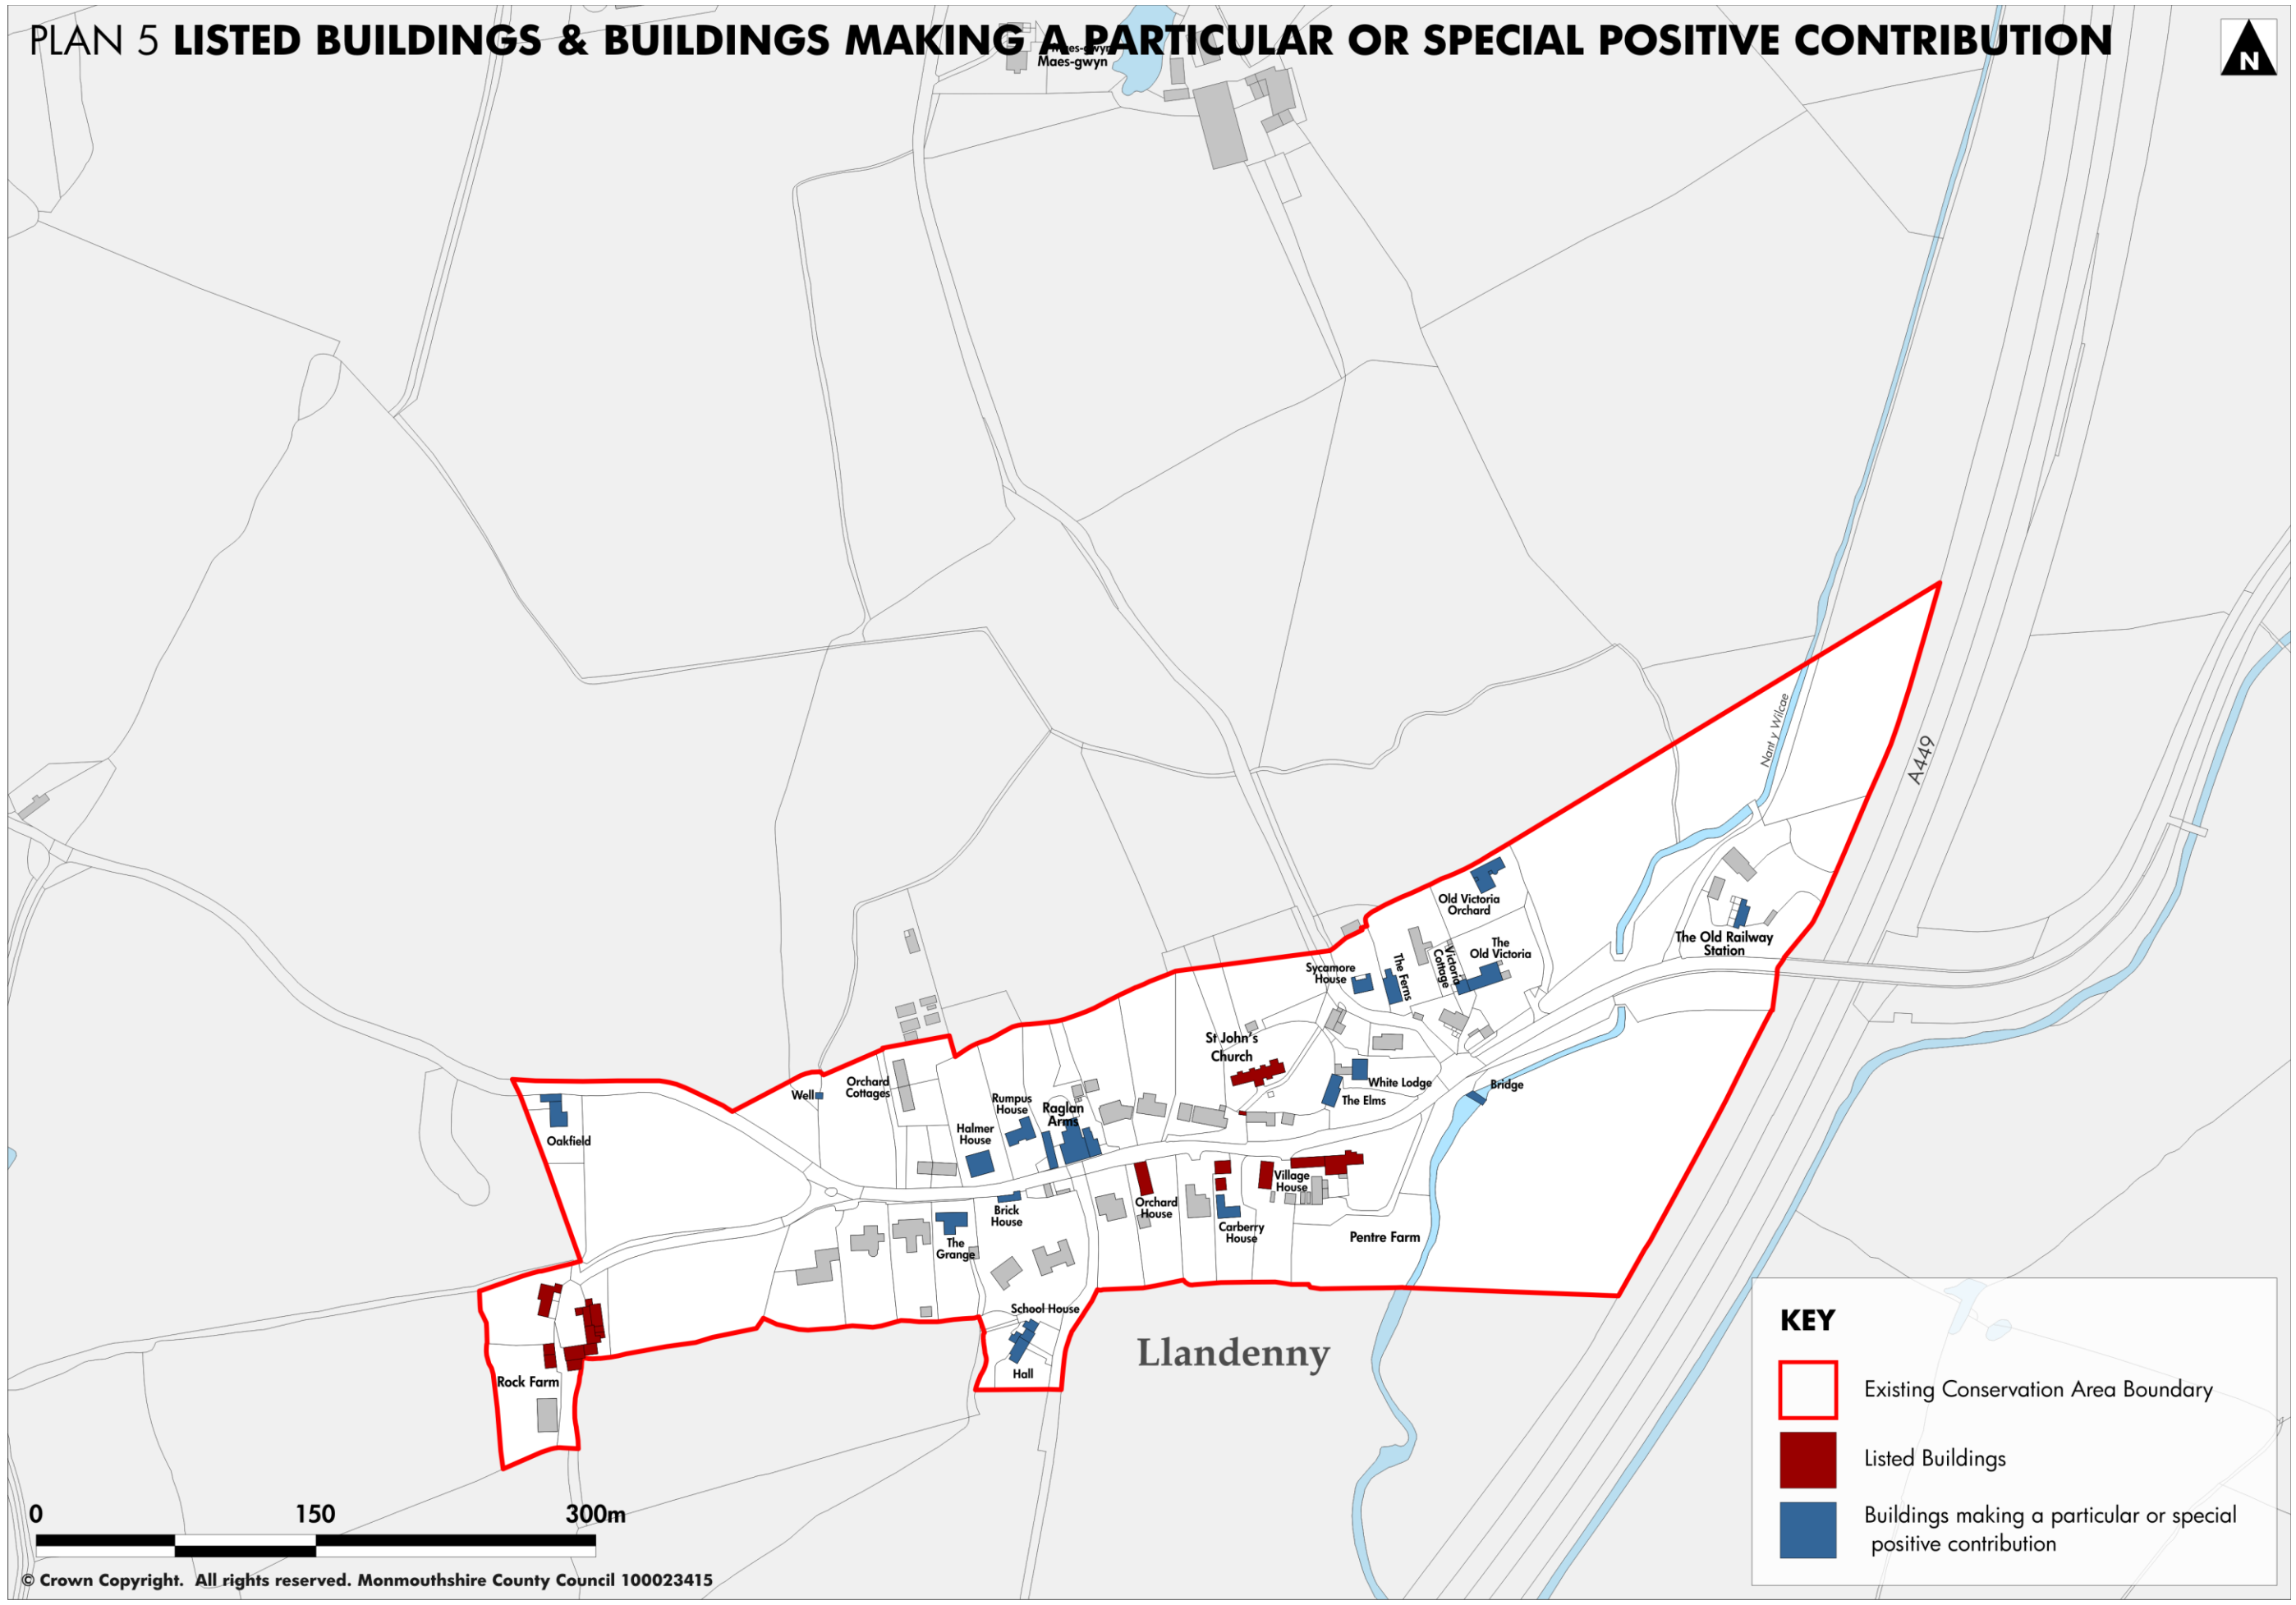 PLAN 5 LISTED BUILDINGS & BUILDINGS MAKING A PARTICULAR OR SPECIAL POSITIVE CONTRIBUTION
N
Maes-gwyn
Maes-gwyn
Nant y Wilcae
A449
Old Victoria
Orchard
The
Old Victoria
Victoria
Cottage
The Ferns
Sycamore
House
The Old Railway
Station
St John's
Church
White Lodge
The Elms
Bridge
Well
Orchard
Cottages
Rumpus
House
Raglan
Arms
Halmer
House
Oakfield
Brick
House
The
Grange
Orchard
House
Carberry
House
Village
House
Pentre Farm
School House
Hall
Rock Farm
Llandenny
KEY
Existing Conservation Area Boundary
Listed Buildings
Buildings making a particular or special
positive contribution
0 150 300m
© Crown Copyright. All rights reserved. Monmouthshire County Council 100023415